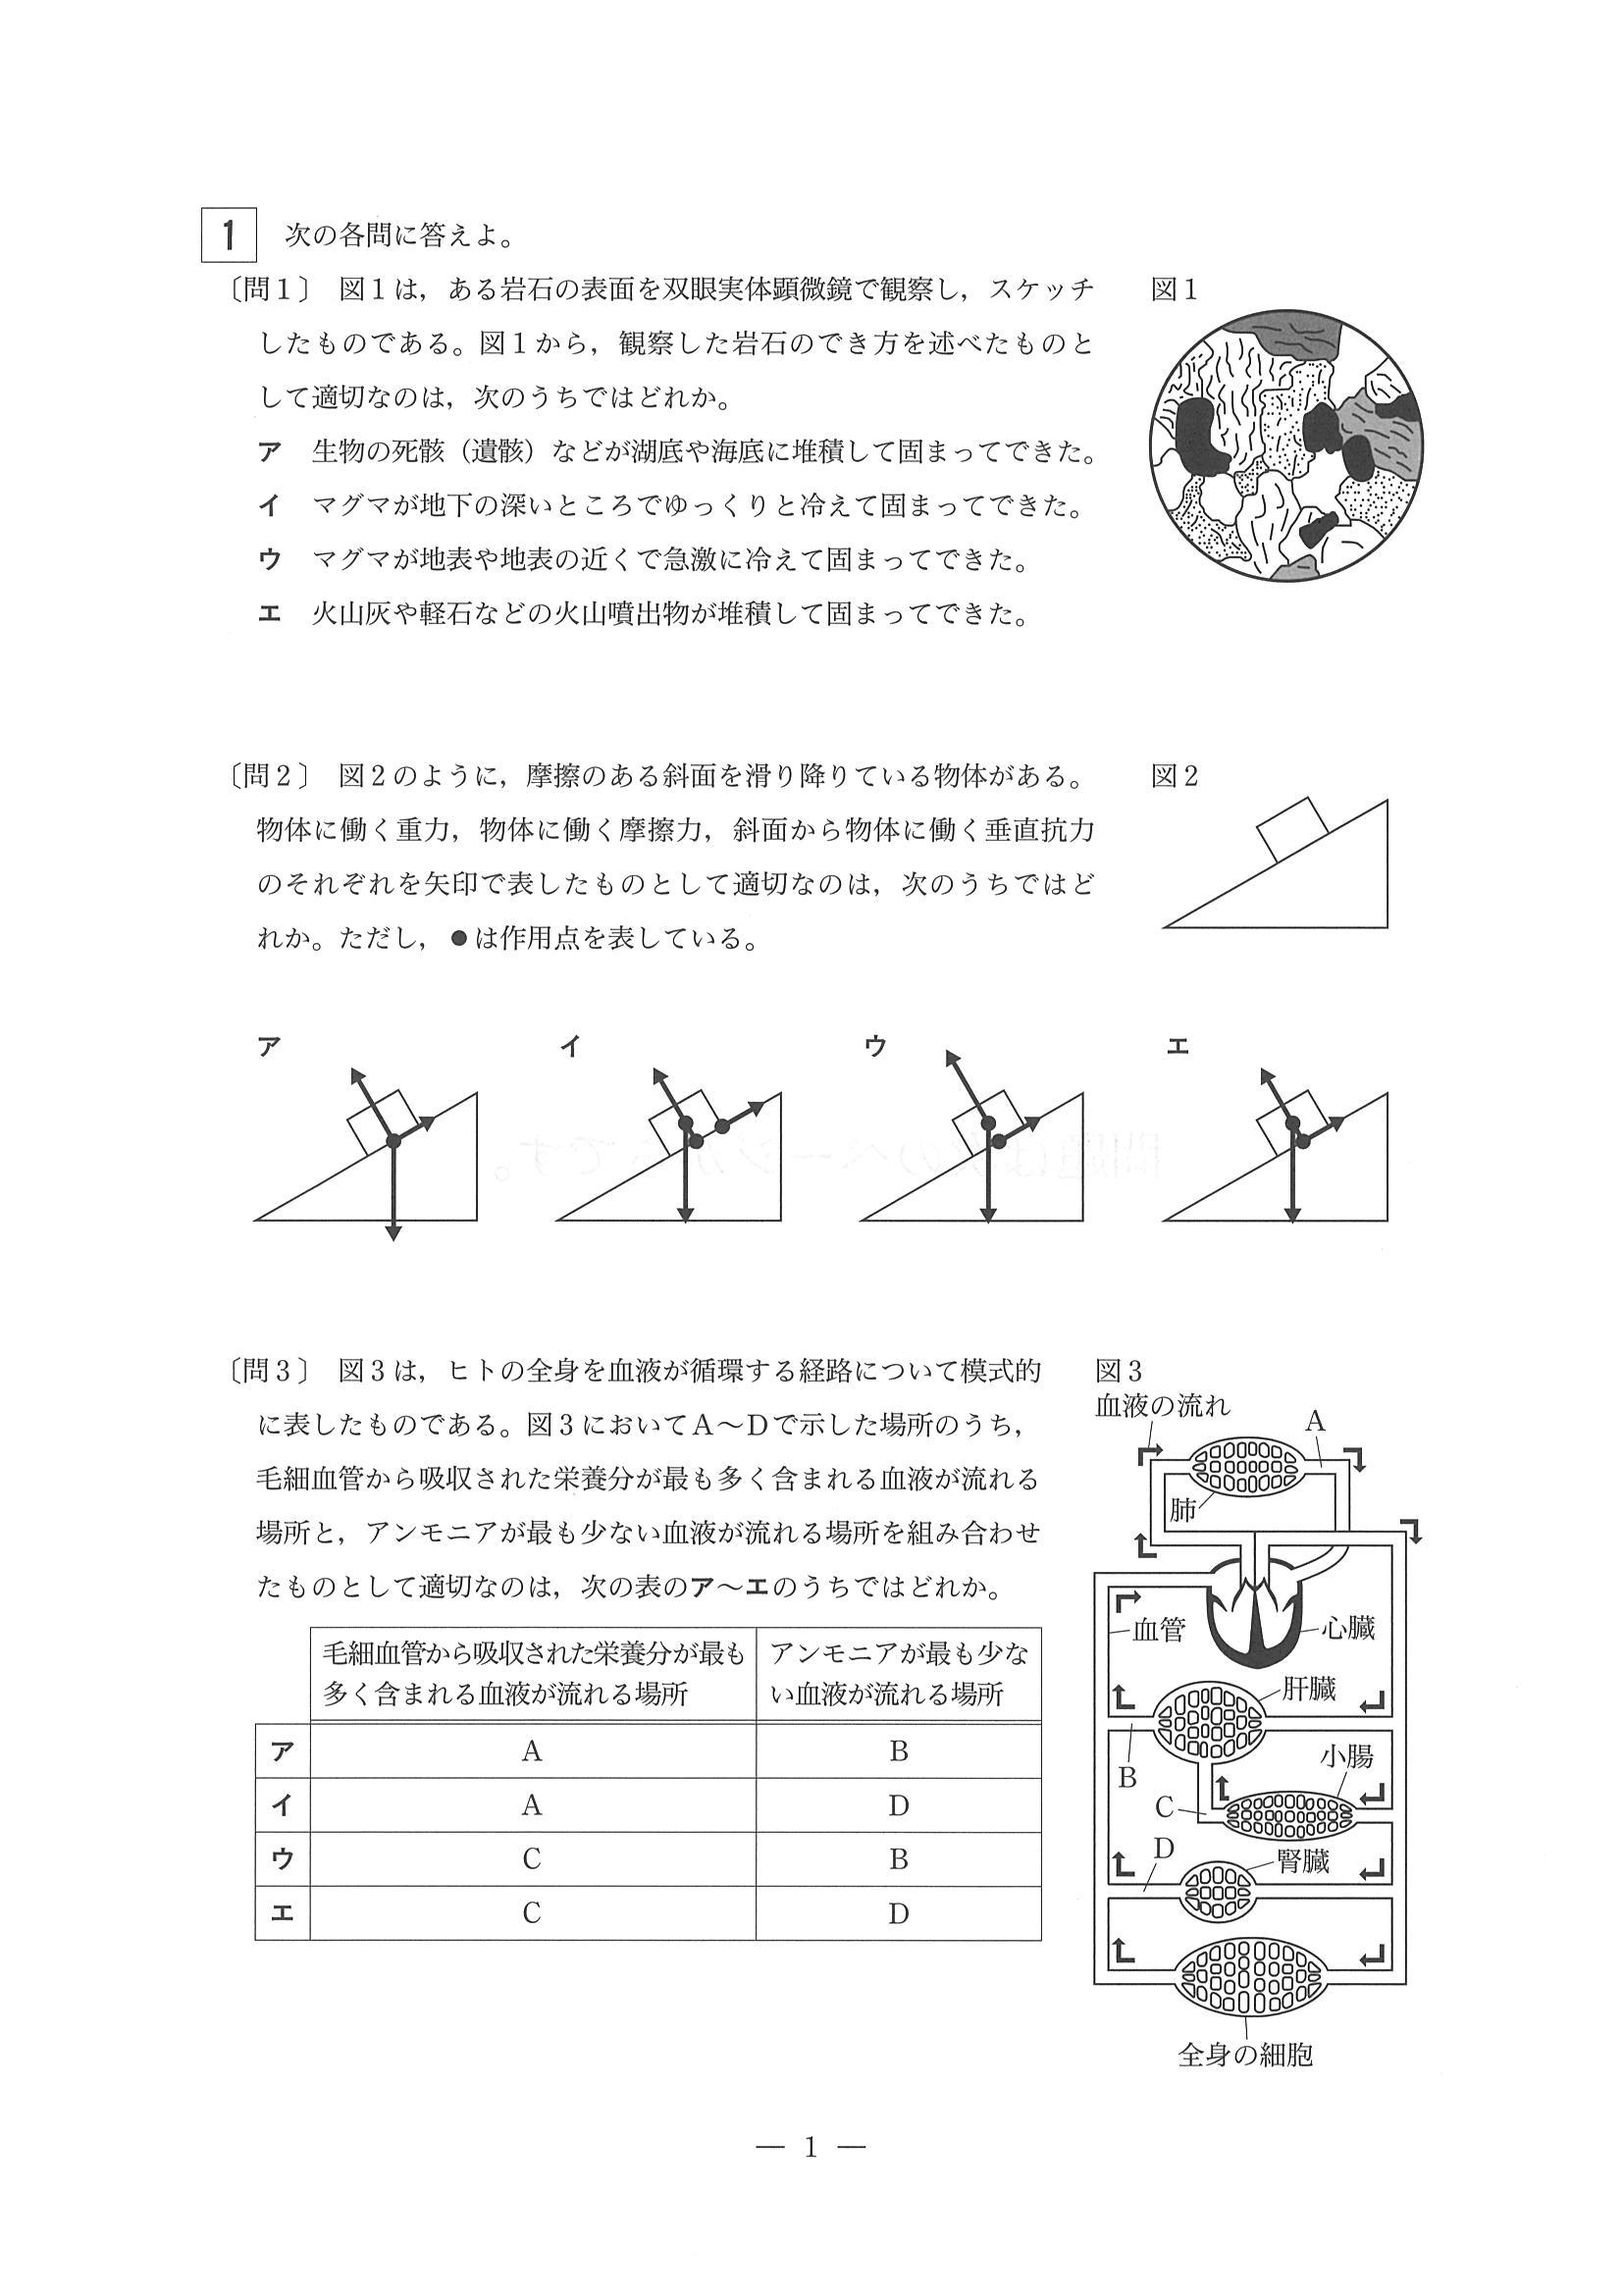 1 次の各問に答えよ。
〔問1〕 図1は，ある岩石の表面を双眼実体顕微鏡で観察し，スケッチ
したものである。図1から，観察した岩石のでき方を述べたものと
して適切なのは，次のうちではどれか。
ア 生物の死骸（遺骸）などが湖底や海底に堆積して固まってできた。
イ マグマが地下の深いところでゆっくりと冷えて固まってできた。
ウ マグマが地表や地表の近くで急激に冷えて固まってできた。
エ 火山灰や軽石などの火山噴出物が堆積して固まってできた。
図1
〔問2〕 図2のように，摩擦のある斜面を滑り降りている物体がある。
物体に働く重力，物体に働く摩擦力，斜面から物体に働く垂直抗力
のそれぞれを矢印で表したものとして適切なのは，次のうちではど
れか。ただし，●は作用点を表している。
図2
ア イ ウ エ
〔問3〕 図3は，ヒトの全身を血液が循環する経路について模式的
に表したものである。図3においてA～Dで示した場所のうち，
毛細血管から吸収された栄養分が最も多く含まれる血液が流れる
場所と，アンモニアが最も少ない血液が流れる場所を組み合わせ
たものとして適切なのは，次の表のア～エのうちではどれか。
毛細血管から吸収された栄養分が最も
多く含まれる血液が流れる場所
アンモニアが最も少な
い血液が流れる場所
ア A B
イ A D
ウ C B
エ C D
図3
血液の流れ
A
肺
血管
心臓
肝臓
B
小腸
C
D
腎臓
全身の細胞
― 1 ―